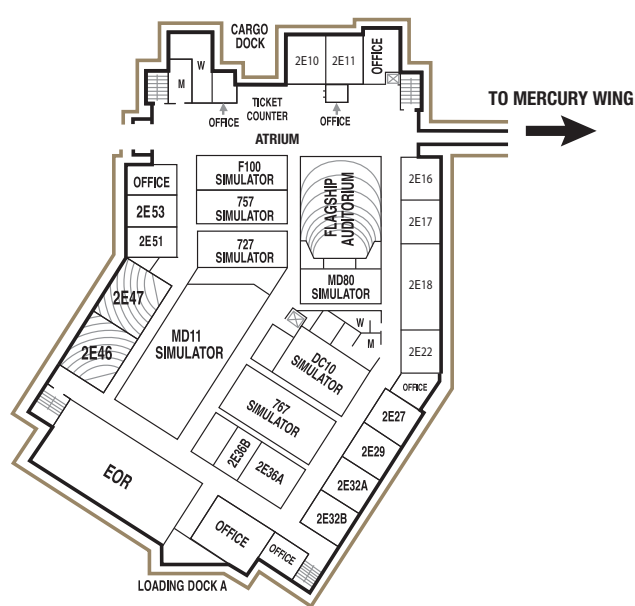 CARGO
DOCK
W
M
2E10
2E11
OFFICE
TO MERCURY WING
TICKET
COUNTER
OFFICE
OFFICE
ATRIUM
OFFICE
2E53
2E51
F100
SIMULATOR
757
SIMULATOR
727
SIMULATOR
FLAGSHIP
AUDITORIUM
MD80
SIMULATOR
2E16
2E17
2E18
2E22
OFFICE
2E47
2E46
MD11
SIMULATOR
W
M
DC10
SIMULATOR
767
SIMULATOR
2E36B
2E36A
2E27
2E29
2E32A
2E32B
EOR
OFFICE
OFFICE
LOADING DOCK A